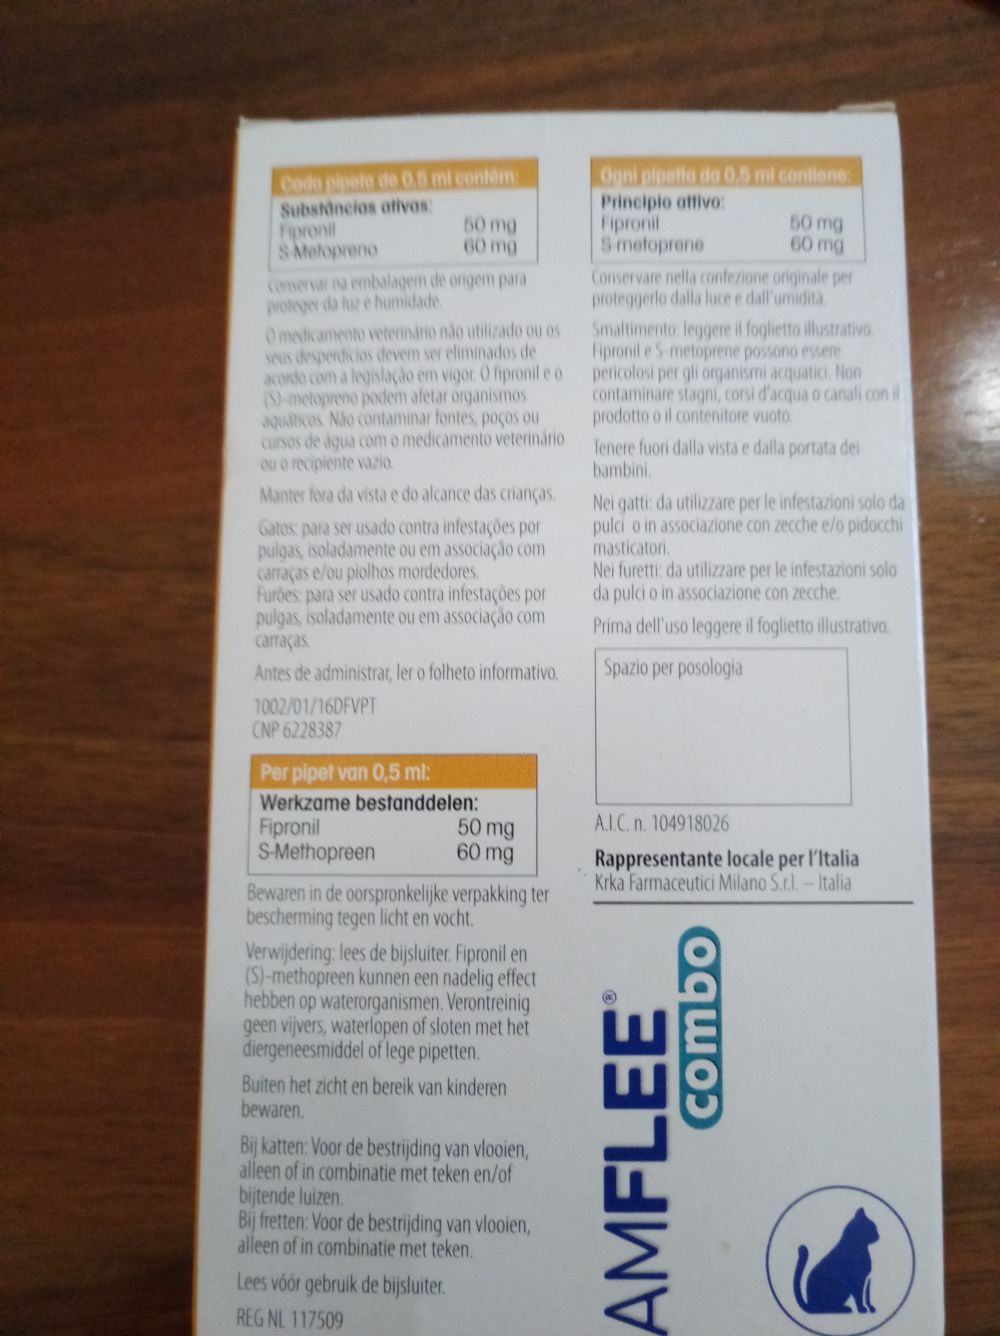 Cada pipeta de 0,5 ml contém:
Substâncias ativas:
Fipronil 50 mg
S-Metopreno 60 mg
Conservar na embalagem de origem para
proteger da luz e humidade.
O medicamento veterinário não utilizado ou os
seus desperdícios devem ser eliminados de
acordo com a legislação em vigor. O fipronil e o
(S)-metopreno podem afetar organismos
aquáticos. Não contaminar fontes, poços ou
cursos de água com o medicamento veterinário
ou o recipiente vazio.
Manter fora da vista e do alcance das crianças.
Gatos: para ser usado contra infestações por
pulgas, isoladamente ou em associação com
carraças e/ou piolhos mordedores.
Furões: para ser usado contra infestações por
pulgas, isoladamente ou em associação com
carraças.
Antes de administrar, ler o folheto informativo.
1002/01/16DFVPT
CNP 6228387
Per pipet van 0,5 ml:
Werkzame bestanddelen:
Fipronil 50 mg
S-Methopreen 60 mg
Bewaren in de oorspronkelijke verpakking ter
bescherming tegen licht en vocht.
Verwijdering: lees de bijsluiter. Fipronil en
(S)-methopreen kunnen een nadelig effect
hebben op waterorganismen. Verontreinig
geen vijvers, waterlopen of sloten met het
diergeneesmiddel of lege pipetten.
Buiten het zicht en bereik van kinderen
bewaren.
Bij katten: Voor de bestrijding van vlooien,
alleen of in combinatie met teken en/of
bijtende luizen.
Bij fretten: Voor de bestrijding van vlooien,
alleen of in combinatie met teken.
Lees vóór gebruik de bijsluiter.
REG NL 117509
Ogni pipetta da 0,5 ml contiene:
Principio attivo:
Fipronil 50 mg
S-metoprene 60 mg
Conservare nella confezione originale per
proteggerlo dalla luce e dall'umidità.
Smaltimento: leggere il foglietto illustrativo.
Fipronil e S-metoprene possono essere
pericolosi per gli organismi acquatici. Non
contaminare stagni, corsi d'acqua o canali con il
prodotto o il contenitore vuoto.
Tenere fuori dalla vista e dalla portata dei
bambini.
Nei gatti: da utilizzare per le infestazioni solo da
pulci o in associazione con zecche e/o pidocchi
masticatori.
Nei furetti: da utilizzare per le infestazioni solo
da pulci o in associazione con zecche.
Prima dell'uso leggere il foglietto illustrativo.
Spazio per posologia
A.I.C. n. 104918026
Rappresentante locale per l'Italia
Krka Farmaceutici Milano S.r.l. – Italia
AMFLEE®
combo